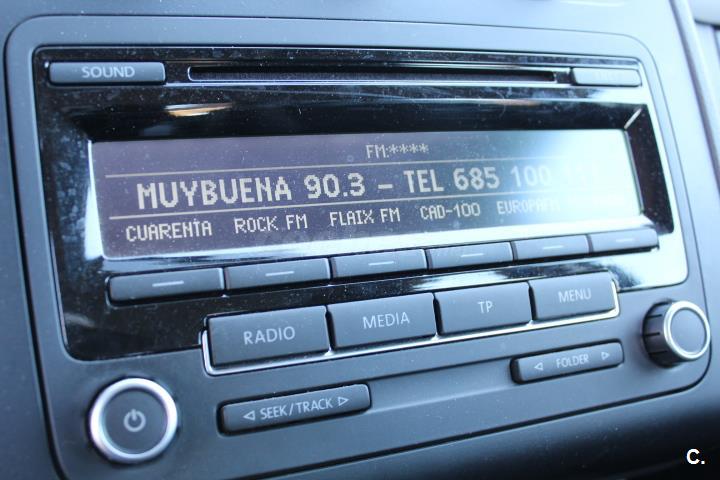 SOUND
FM:****
MUYBUENA 90.3 - TEL 685 100
CUARENTA ROCK FM FLAIX FM CAD-100 EUROPAFM
RADIO MEDIA TP MENU
◁ SEEK/TRACK ▷ ◁ FOLDER ▷
C.